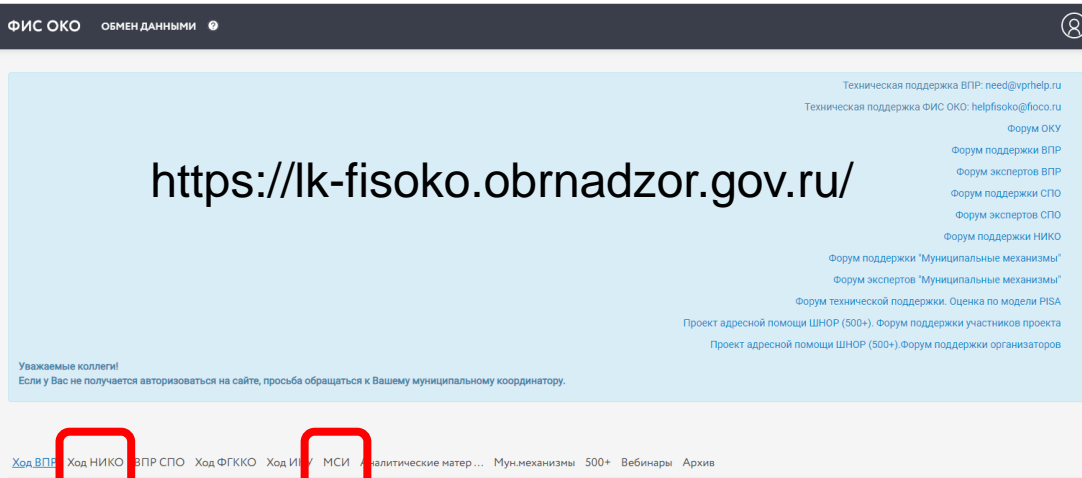 ФИС ОКО ОБМЕН ДАННЫМИ ?
Техническая поддержка ВПР: need@vprhelp.ru
Техническая поддержка ФИС ОКО: helpfisoko@fioco.ru
Форум ОКУ
Форум поддержки ВПР
https://lk-fisoko.obrnadzor.gov.ru/
Форум экспертов ВПР
Форум поддержки СПО
Форум экспертов СПО
Форум поддержки НИКО
Форум поддержки "Муниципальные механизмы"
Форум экспертов "Муниципальные механизмы"
Форум технической поддержки. Оценка по модели PISA
Проект адресной помощи ШНОР (500+). Форум поддержки участников проекта
Проект адресной помощи ШНОР (500+).Форум поддержки организаторов
Уважаемые коллеги!
Если у Вас не получается авторизоваться на сайте, просьба обращаться к Вашему муниципальному координатору.
Ход ВПР Ход НИКО ВПР СПО Ход ФГККО МСИ Аналитические матер ... Мун.механизмы 500+ Вебинары Архив